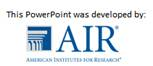 This PowerPoint was developed by:
AIR®
AMERICAN INSTITUTES FOR RESEARCH®